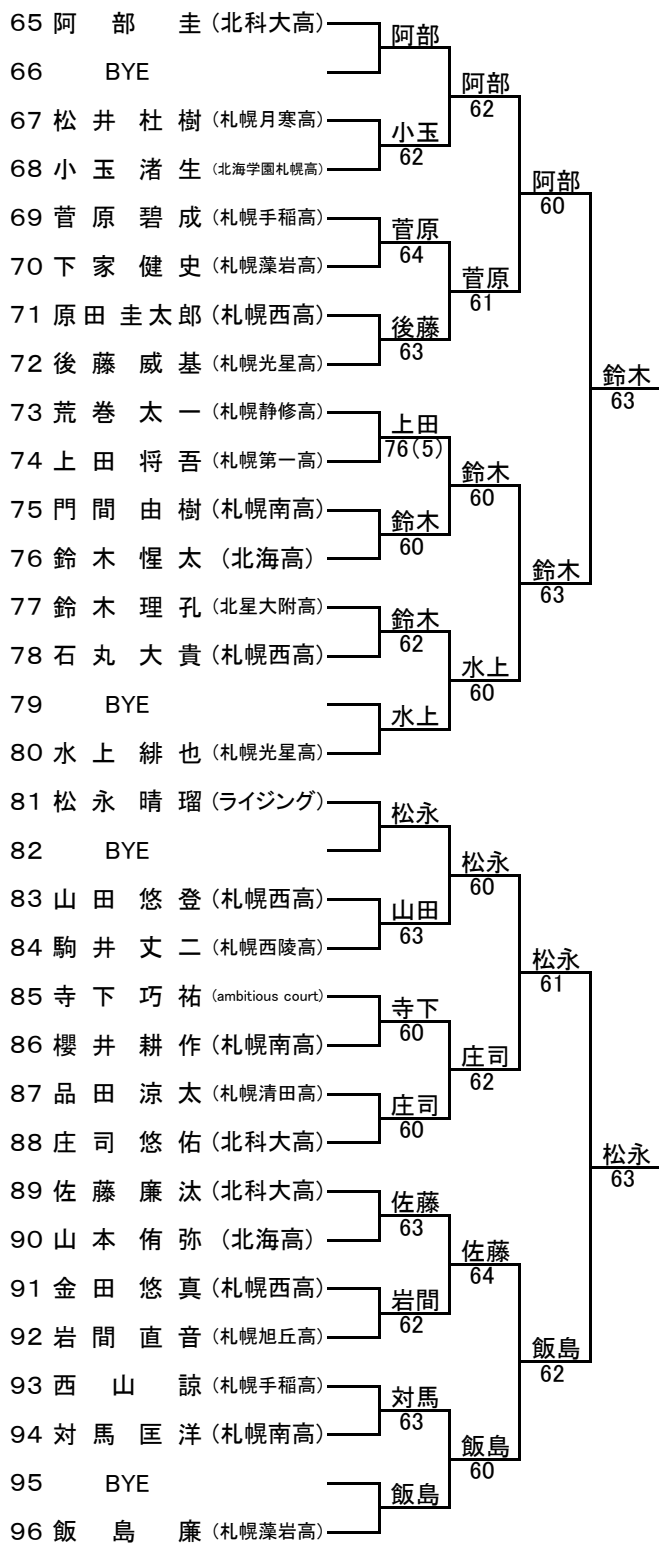 65 阿部 圭 (北科大高)
阿部
66 BYE
阿部
62
67 松井 杜樹 (札幌月寒高)
小玉
62
68 小玉 渚生 (北海学園札幌高)
阿部
60
69 菅原 碧成 (札幌手稲高)
菅原
64
70 下家 健史 (札幌藻岩高)
菅原
61
71 原田 圭太郎 (札幌西高)
後藤
63
72 後藤 威基 (札幌光星高)
鈴木
63
73 荒巻 太一 (札幌静修高)
上田
76(5)
74 上田 将吾 (札幌第一高)
鈴木
60
75 門間 由樹 (札幌南高)
鈴木
60
76 鈴木 惺太 (北海高)
鈴木
63
77 鈴木 理孔 (北星大附高)
鈴木
62
78 石丸 大貴 (札幌西高)
水上
60
79 BYE
水上
80 水上 緋也 (札幌光星高)
81 松永 晴瑠 (ライジング)
松永
82 BYE
松永
60
83 山田 悠登 (札幌西高)
山田
63
84 駒井 丈二 (札幌西陵高)
松永
61
85 寺下 巧祐 (ambitious court)
寺下
60
86 櫻井 耕作 (札幌南高)
庄司
62
87 品田 涼太 (札幌清田高)
庄司
60
88 庄司 悠佑 (北科大高)
松永
63
89 佐藤 廉汰 (北科大高)
佐藤
63
90 山本 侑弥 (北海高)
佐藤
64
91 金田 悠真 (札幌西高)
岩間
62
92 岩間 直音 (札幌旭丘高)
飯島
62
93 西山 諒 (札幌手稲高)
対馬
63
94 対馬 匡洋 (札幌南高)
飯島
60
95 BYE
飯島
96 飯島 廉 (札幌藻岩高)